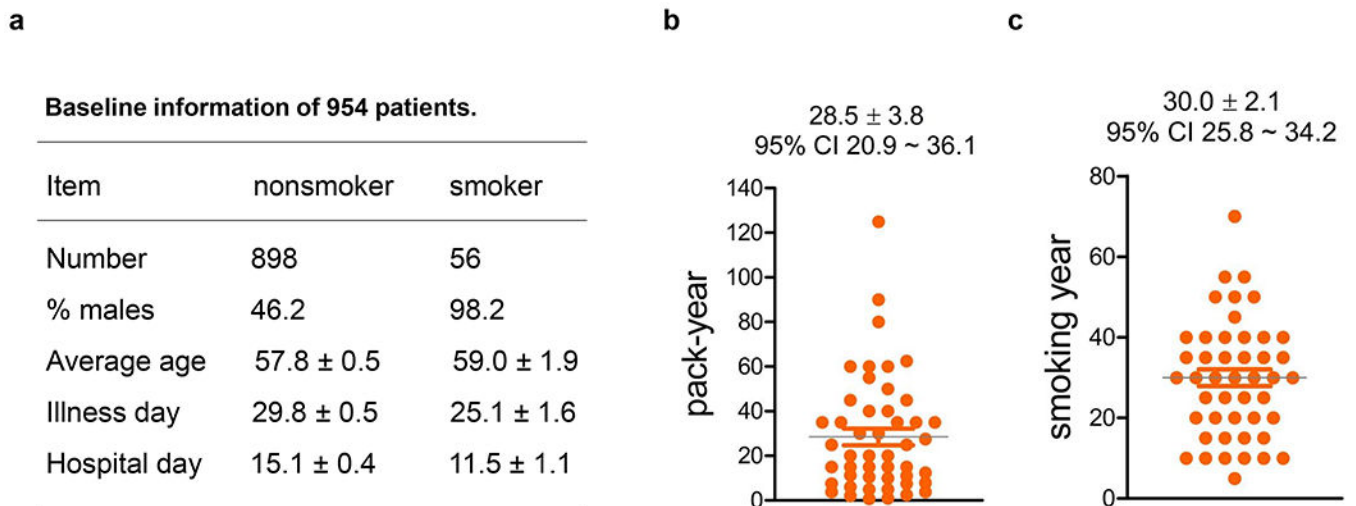 a
Baseline information of 954 patients.
Item nonsmoker smoker
Number 898 56
% males 46.2 98.2
Average age 57.8 ± 0.5 59.0 ± 1.9
Illness day 29.8 ± 0.5 25.1 ± 1.6
Hospital day 15.1 ± 0.4 11.5 ± 1.1
b
28.5 ± 3.8
95% CI 20.9 ~ 36.1
pack-year
140
120
100
80
60
40
20
0
c
30.0 ± 2.1
95% CI 25.8 ~ 34.2
smoking year
80
60
40
20
0